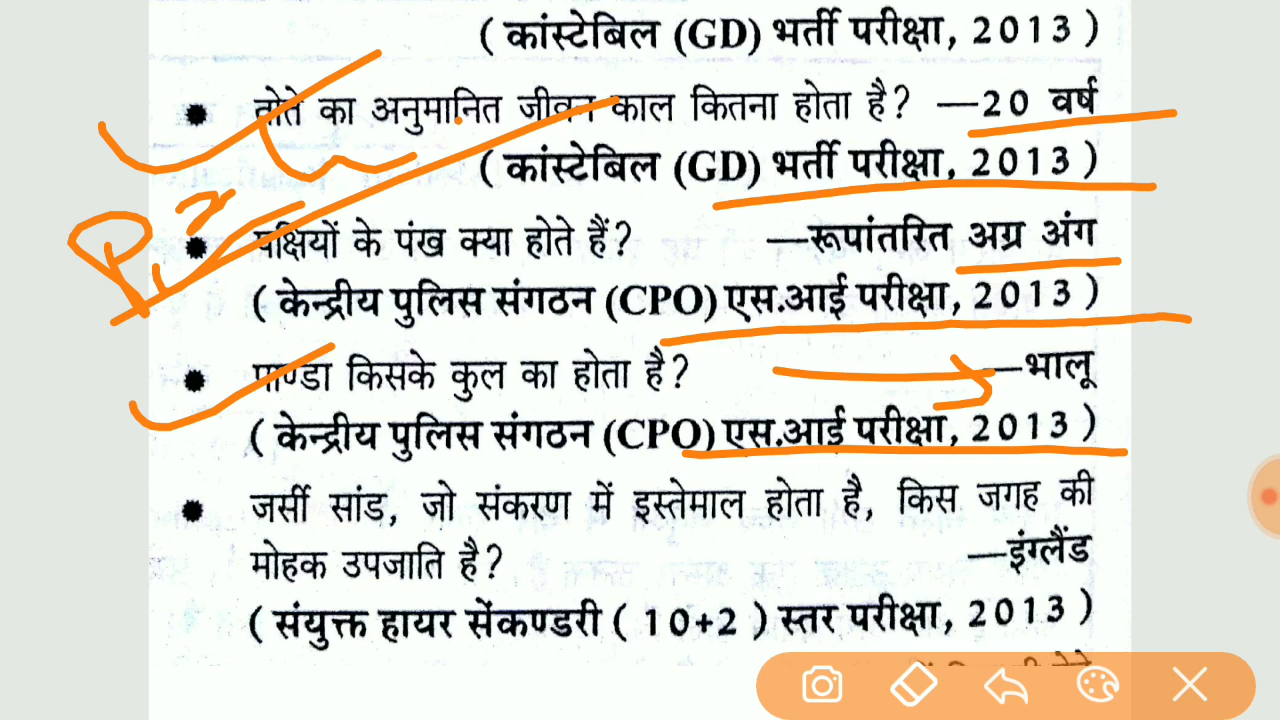 ( कांस्टेबिल (GD) भर्ती परीक्षा, 2013 )
तोते का अनुमानित जीवन काल कितना होता है? —20 वर्ष
( कांस्टेबिल (GD) भर्ती परीक्षा, 2013 )
पक्षियों के पंख क्या होते हैं? —रूपांतरित अग्र अंग
( केन्द्रीय पुलिस संगठन (CPO) एस.आई परीक्षा, 2013 )
पाण्डा किसके कुल का होता है? —भालू
( केन्द्रीय पुलिस संगठन (CPO) एस.आई परीक्षा, 2013 )
जर्सी सांड, जो संकरण में इस्तेमाल होता है, किस जगह की
मोहक उपजाति है? —इंग्लैंड
( संयुक्त हायर सेंकण्डरी ( 10+2 ) स्तर परीक्षा, 2013 )